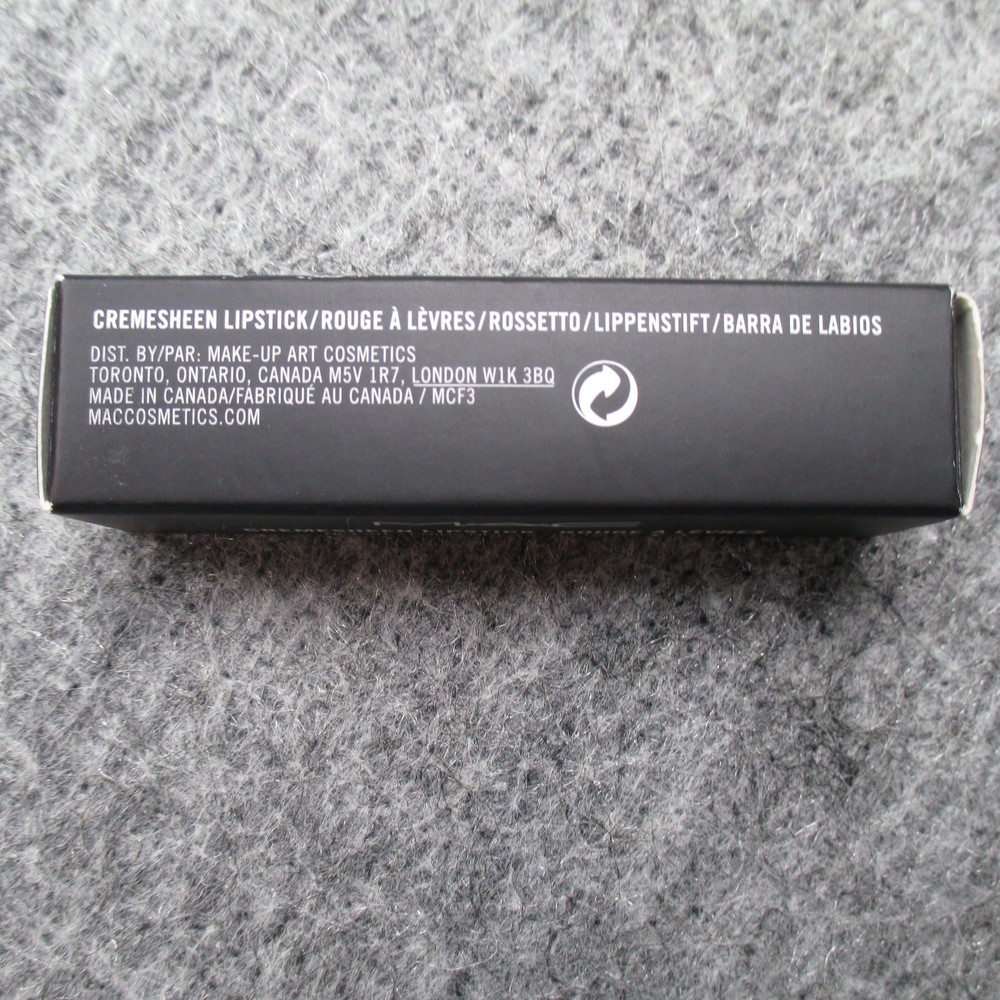 CREMESHEEN LIPSTICK/ROUGE À LÈVRES/ROSSETTO/LIPPENSTIFT/BARRA DE LABIOS
DIST. BY/PAR: MAKE-UP ART COSMETICS
TORONTO, ONTARIO, CANADA M5V 1R7, LONDON W1K 3BQ
MADE IN CANADA/FABRIQUÉ AU CANADA / MCF3
MACCOSMETICS.COM